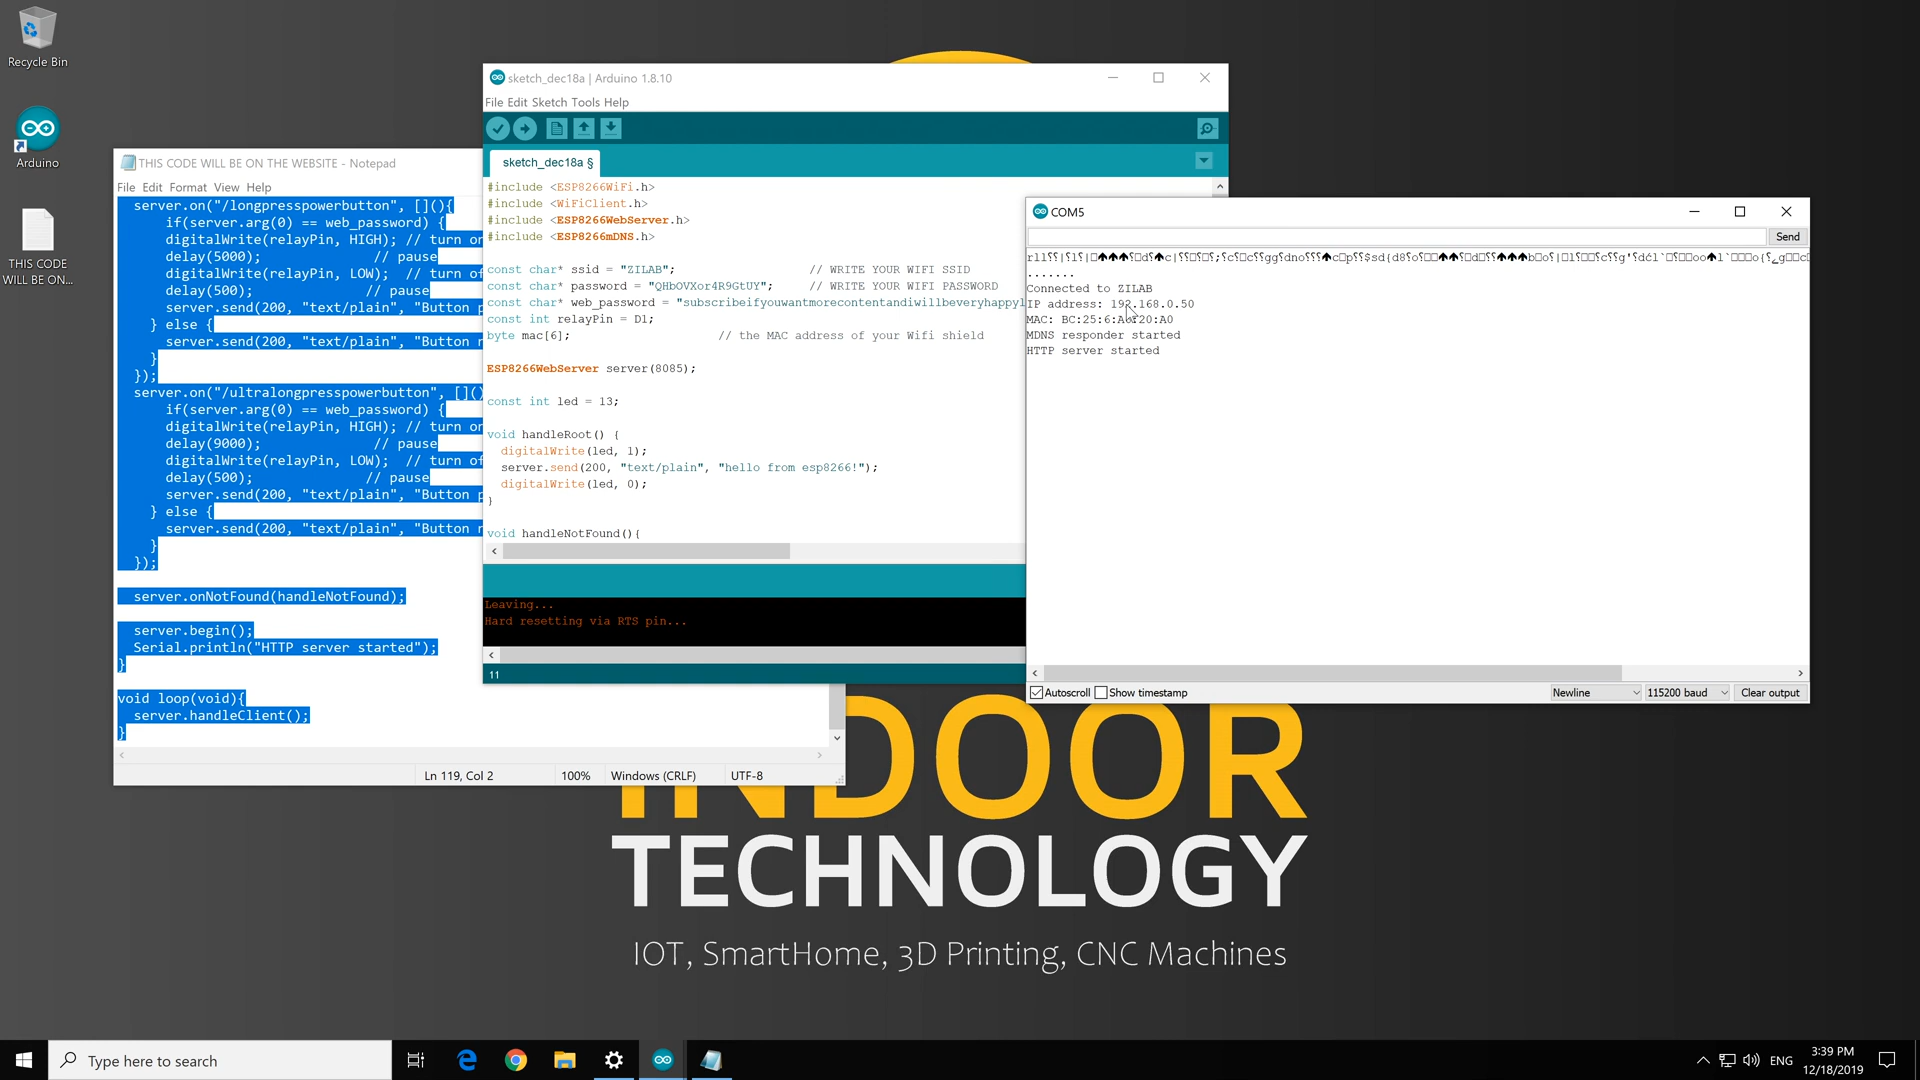 Recycle Bin
Arduino
THIS CODE
WILL BE ON...
THIS CODE WILL BE ON THE WEBSITE - Notepad
File Edit Format View Help
server.on("/longpresspowerbutton", [](){
if(server.arg(0) == web_password) {
digitalWrite(relayPin, HIGH); // turn on
delay(5000); // pause
digitalWrite(relayPin, LOW); // turn of
delay(500); // pause
server.send(200, "text/plain", "Button p
} else {
server.send(200, "text/plain", "Button n
}
});
server.on("/ultralongpresspowerbutton", []()
if(server.arg(0) == web_password) {
digitalWrite(relayPin, HIGH); // turn on
delay(9000); // pause
digitalWrite(relayPin, LOW); // turn of
delay(500); // pause
server.send(200, "text/plain", "Button p
} else {
server.send(200, "text/plain", "Button n
}
});
server.onNotFound(handleNotFound);
server.begin();
Serial.println("HTTP server started");
}
void loop(void){
server.handleClient();
}
Ln 119, Col 2 100% Windows (CRLF) UTF-8
sketch_dec18a | Arduino 1.8.10
File Edit Sketch Tools Help
sketch_dec18a §
#include <ESP8266WiFi.h>
#include <WiFiClient.h>
#include <ESP8266WebServer.h>
#include <ESP8266mDNS.h>
const char* ssid = "ZILAB"; // WRITE YOUR WIFI SSID
const char* password = "QHbOVXor4R9GtUY"; // WRITE YOUR WIFI PASSWORD
const char* web_password = "subscribeifyouwantmorecontentandiwillbeveryhappyl
const int relayPin = D1;
byte mac[6]; // the MAC address of your Wifi shield
ESP8266WebServer server(8085);
const int led = 13;
void handleRoot() {
digitalWrite(led, 1);
server.send(200, "text/plain", "hello from esp8266!");
digitalWrite(led, 0);
}
void handleNotFound(){
Leaving...
Hard resetting via RTS pin...
11
COM5
Send
.......
Connected to ZILAB
IP address: 192.168.0.50
MAC: BC:25:6:A0:20:A0
MDNS responder started
HTTP server started
Autoscroll Show timestamp Newline 115200 baud Clear output
INDOOR
TECHNOLOGY
IOT, SmartHome, 3D Printing, CNC Machines
Type here to search
ENG
3:39 PM
12/18/2019